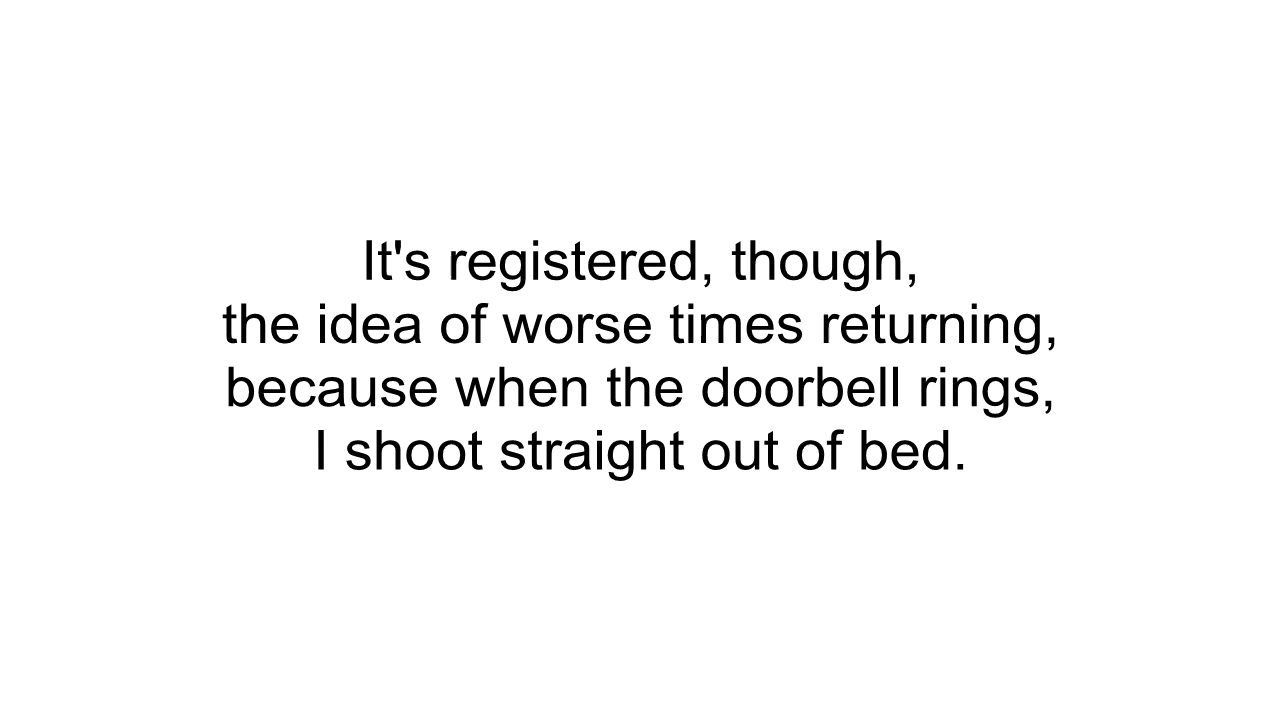 It's registered, though,
the idea of worse times returning,
because when the doorbell rings,
I shoot straight out of bed.